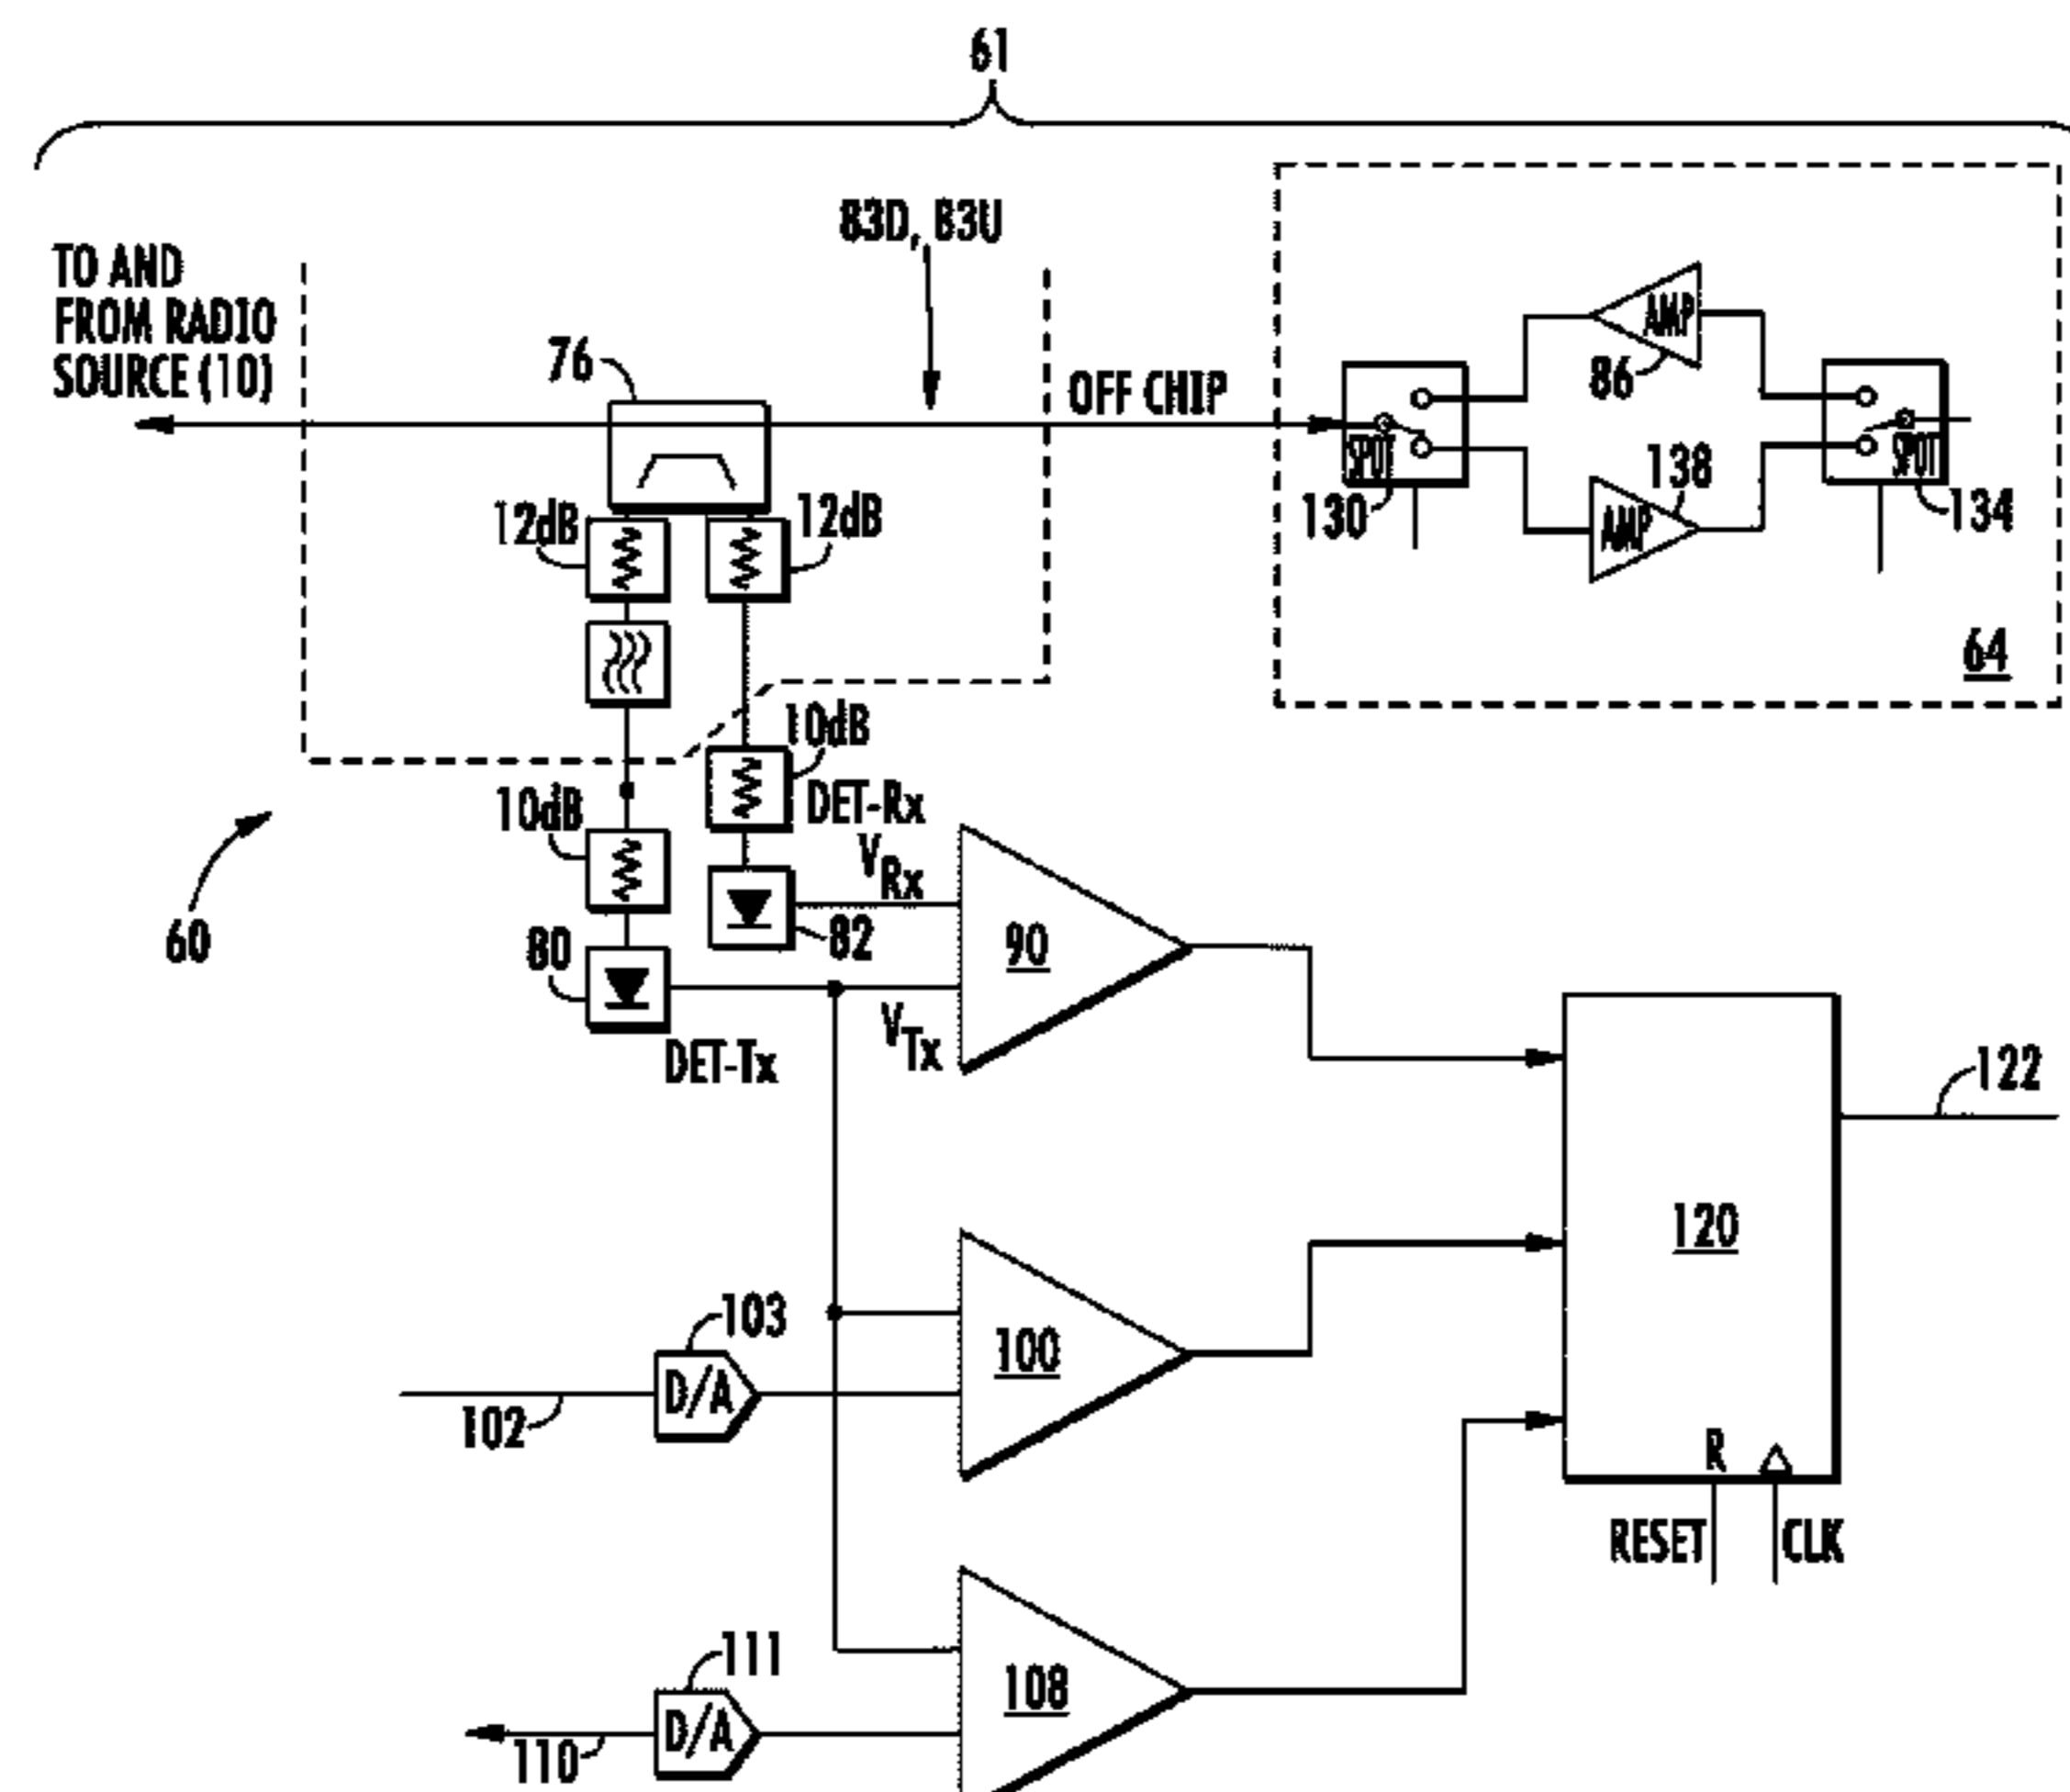 61
83D, B3U
TO AND
FROM RADIO
SOURCE (10)
76
OFF CHIP
AMP
86
SPDT
130
138
AMP
SPDT
134
12dB
12dB
64
10dB
10dB
DET-Rx
VRx
60
80
82
90
VTx
DET-Tx
122
120
103
D/A
102
100
R
RESET
CLK
111
D/A
110
108